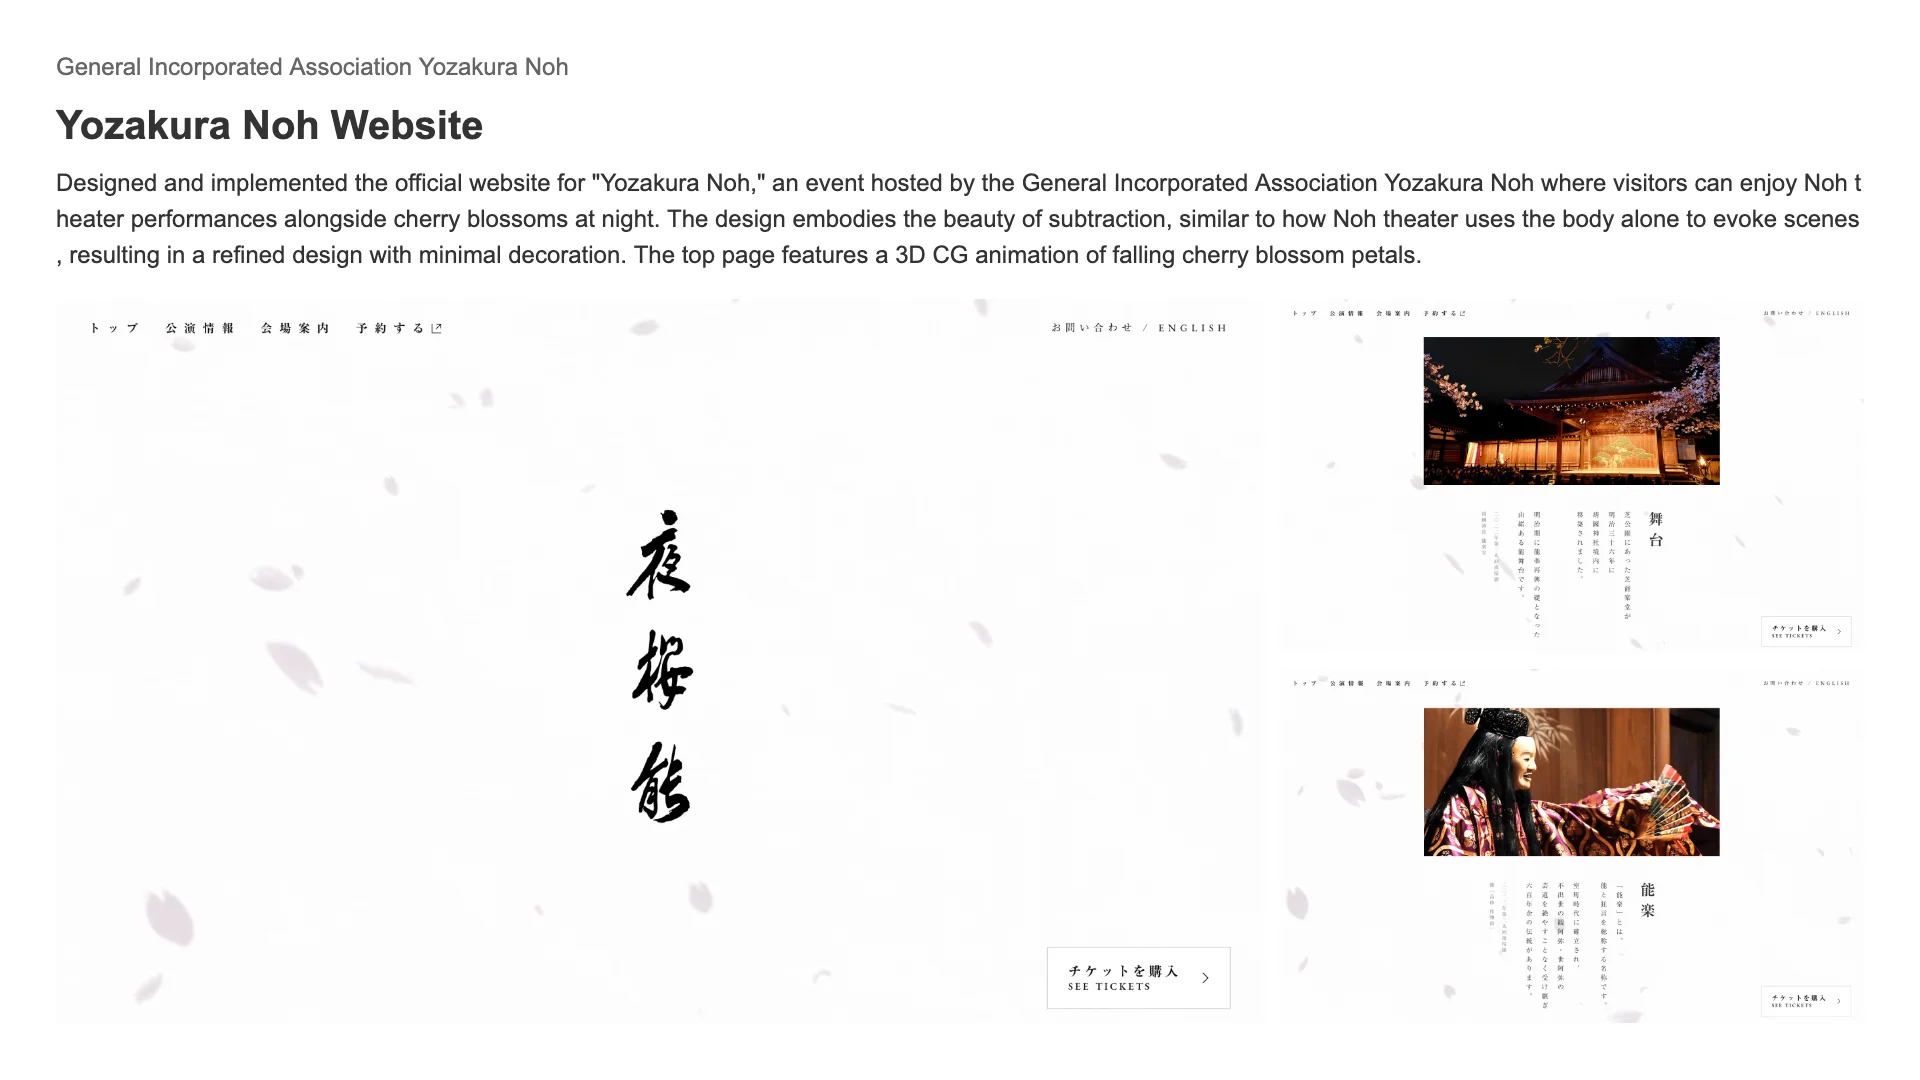 General Incorporated Association Yozakura Noh
Yozakura Noh Website
Designed and implemented the official website for "Yozakura Noh," an event hosted by the General Incorporated Association Yozakura Noh where visitors can enjoy Noh t
heater performances alongside cherry blossoms at night. The design embodies the beauty of subtraction, similar to how Noh theater uses the body alone to evoke scenes
, resulting in a refined design with minimal decoration. The top page features a 3D CG animation of falling cherry blossom petals.
トップ 公演情報 会場案内 予約する
お問い合わせ / ENGLISH
夜桜能
チケットを購入
SEE TICKETS
トップ 公演情報 会場案内 予約する
お問い合わせ / ENGLISH
舞台
芝公園にあった芝能楽堂が
明治三十六年に
靖國神社境内に
移築されました。
明治期に能楽再興の礎となった
由緒ある能舞台です。
チケットを購入
SEE TICKETS
トップ 公演情報 会場案内 予約する
お問い合わせ / ENGLISH
能楽
「能楽」とは、
能と狂言を総称する名称です。
室町時代に確立され、
不出世の観阿弥・世阿弥の
芸道を絶やすことなく受け継ぎ
六百年余の伝統があります。
チケットを購入
SEE TICKETS